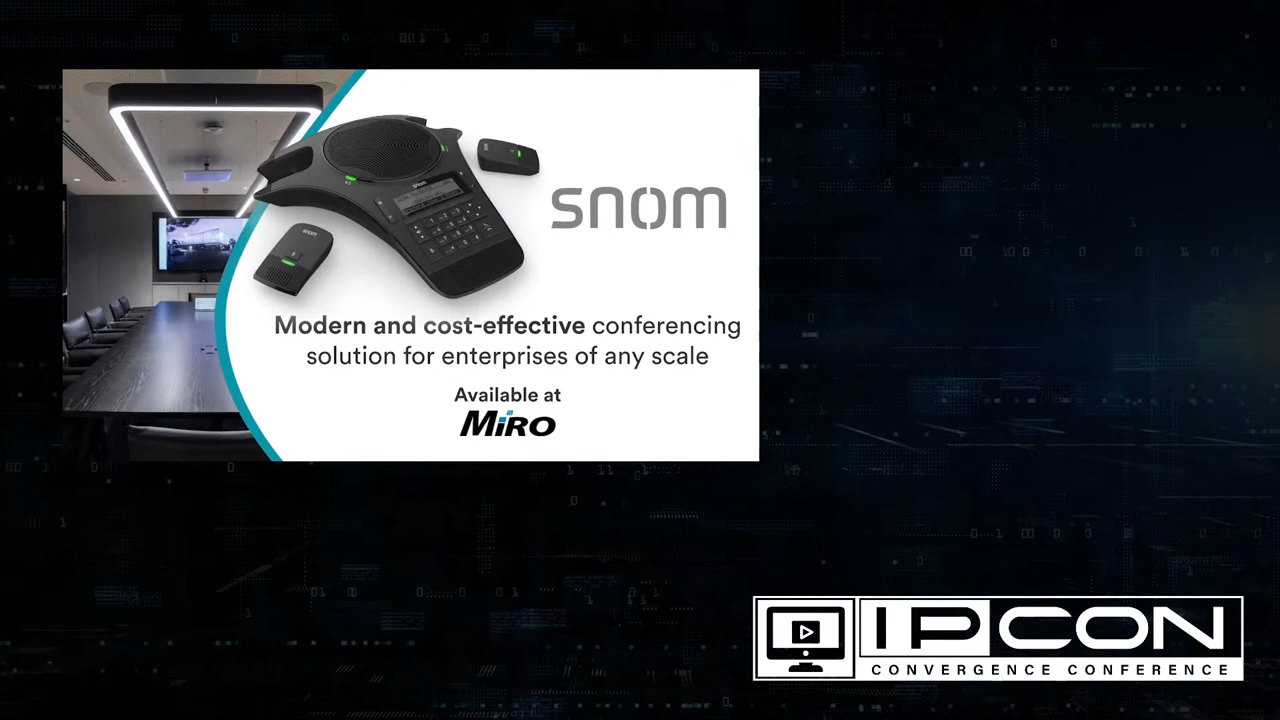 snom
Modern and cost-effective conferencing
solution for enterprises of any scale
Available at
MiRO
IPCON
CONVERGENCE CONFERENCE